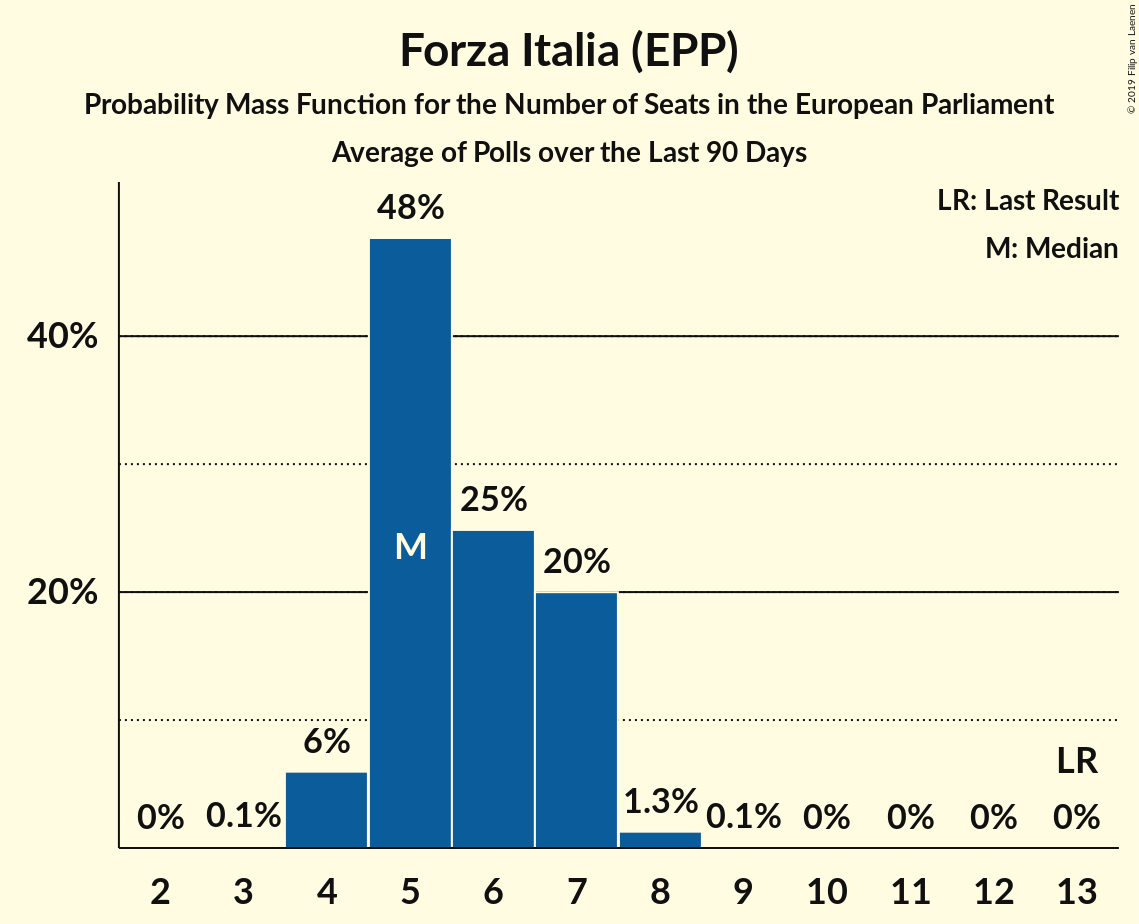 Forza Italia (EPP)
Probability Mass Function for the Number of Seats in the European Parliament
Average of Polls over the Last 90 Days
© 2019 Filip van Laenen
LR: Last Result
M: Median
48%
40%
25%
M
20%
20%
6%
LR
0%
0.1%
1.3%
0.1%
0%
0%
0%
0%
2 3 4 5 6 7 8 9 10 11 12 13